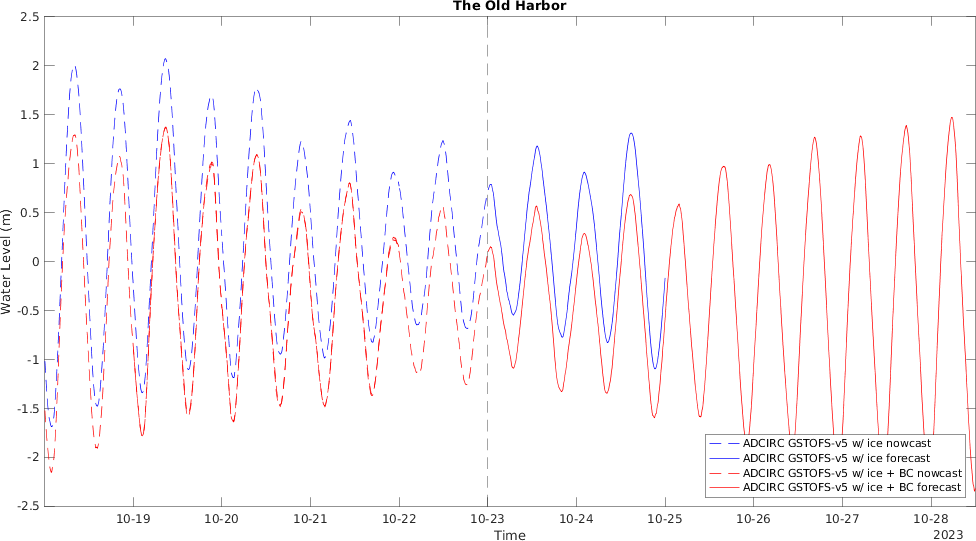 The Old Harbor
2.5
2
1.5
1
0.5
0
-0.5
-1
-1.5
-2
-2.5
Water Level (m)
10-19 10-20 10-21 10-22 10-23 10-24 10-25 10-26 10-27 10-28
Time
2023
ADCIRC GSTOFS-v5 w/ ice nowcast
ADCIRC GSTOFS-v5 w/ ice forecast
ADCIRC GSTOFS-v5 w/ ice + BC nowcast
ADCIRC GSTOFS-v5 w/ ice + BC forecast